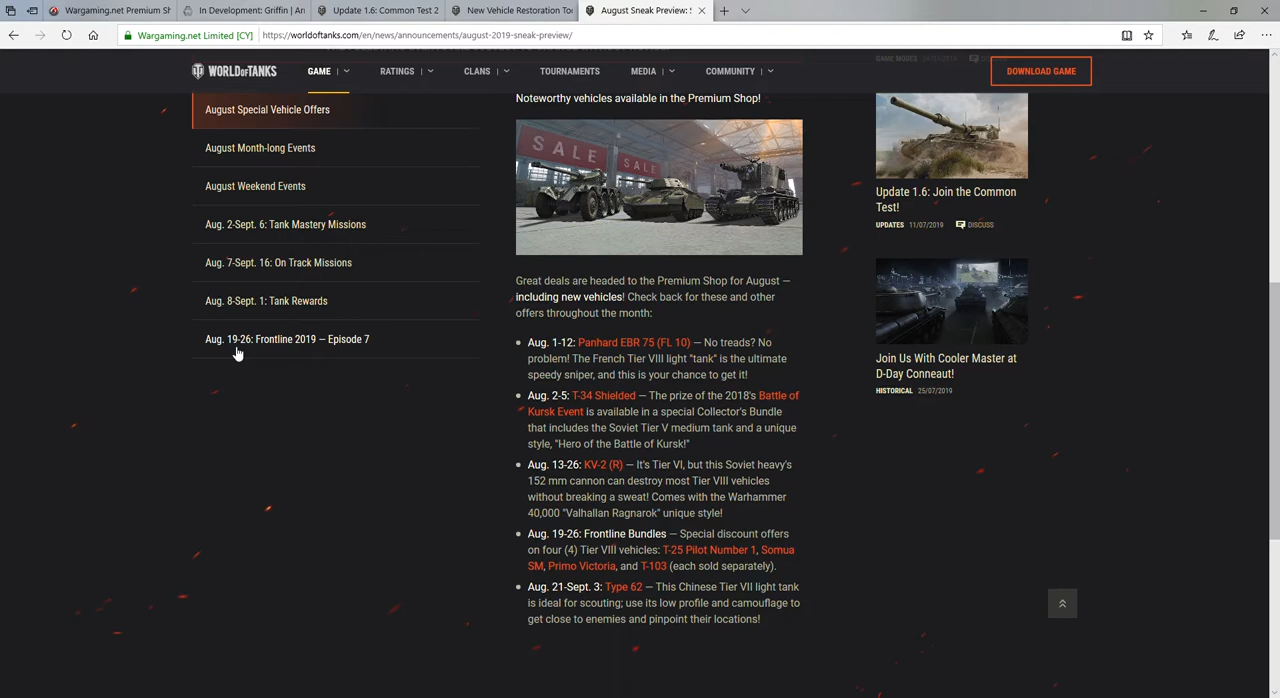 Wargaming.net Premium Sh
In Development: Griffin | Arm
Update 1.6: Common Test 2
New Vehicle Restoration Too
August Sneak Preview: S
Wargaming.net Limited [CY]
https://worldoftanks.com/en/news/announcements/august-2019-sneak-preview/
WORLD OF TANKS
GAME
RATINGS
CLANS
TOURNAMENTS
MEDIA
COMMUNITY
DOWNLOAD GAME
GAME MODES 24/07/2019
August Special Vehicle Offers
August Month-long Events
August Weekend Events
Aug. 2-Sept. 6: Tank Mastery Missions
Aug. 7-Sept. 16: On Track Missions
Aug. 8-Sept. 1: Tank Rewards
Aug. 19-26: Frontline 2019 – Episode 7
Noteworthy vehicles available in the Premium Shop!
SALE SALE
Great deals are headed to the Premium Shop for August —
including new vehicles! Check back for these and other
offers throughout the month:
Aug. 1-12: Panhard EBR 75 (FL 10) — No treads? No
problem! The French Tier VIII light "tank" is the ultimate
speedy sniper, and this is your chance to get it!
Aug. 2-5: T-34 Shielded — The prize of the 2018's Battle of
Kursk Event is available in a special Collector's Bundle
that includes the Soviet Tier V medium tank and a unique
style, "Hero of the Battle of Kursk!"
Aug. 13-26: KV-2 (R) — It's Tier VI, but this Soviet heavy's
152 mm cannon can destroy most Tier VIII vehicles
without breaking a sweat! Comes with the Warhammer
40,000 "Valhallan Ragnarok" unique style!
Aug. 19-26: Frontline Bundles — Special discount offers
on four (4) Tier VIII vehicles: T-25 Pilot Number 1, Somua
SM, Primo Victoria, and T-103 (each sold separately).
Aug. 21-Sept. 3: Type 62 — This Chinese Tier VII light tank
is ideal for scouting; use its low profile and camouflage to
get close to enemies and pinpoint their locations!
Update 1.6: Join the Common
Test!
UPDATES 11/07/2019 DISCUSS
Join Us With Cooler Master at
D-Day Conneaut!
HISTORICAL 25/07/2019